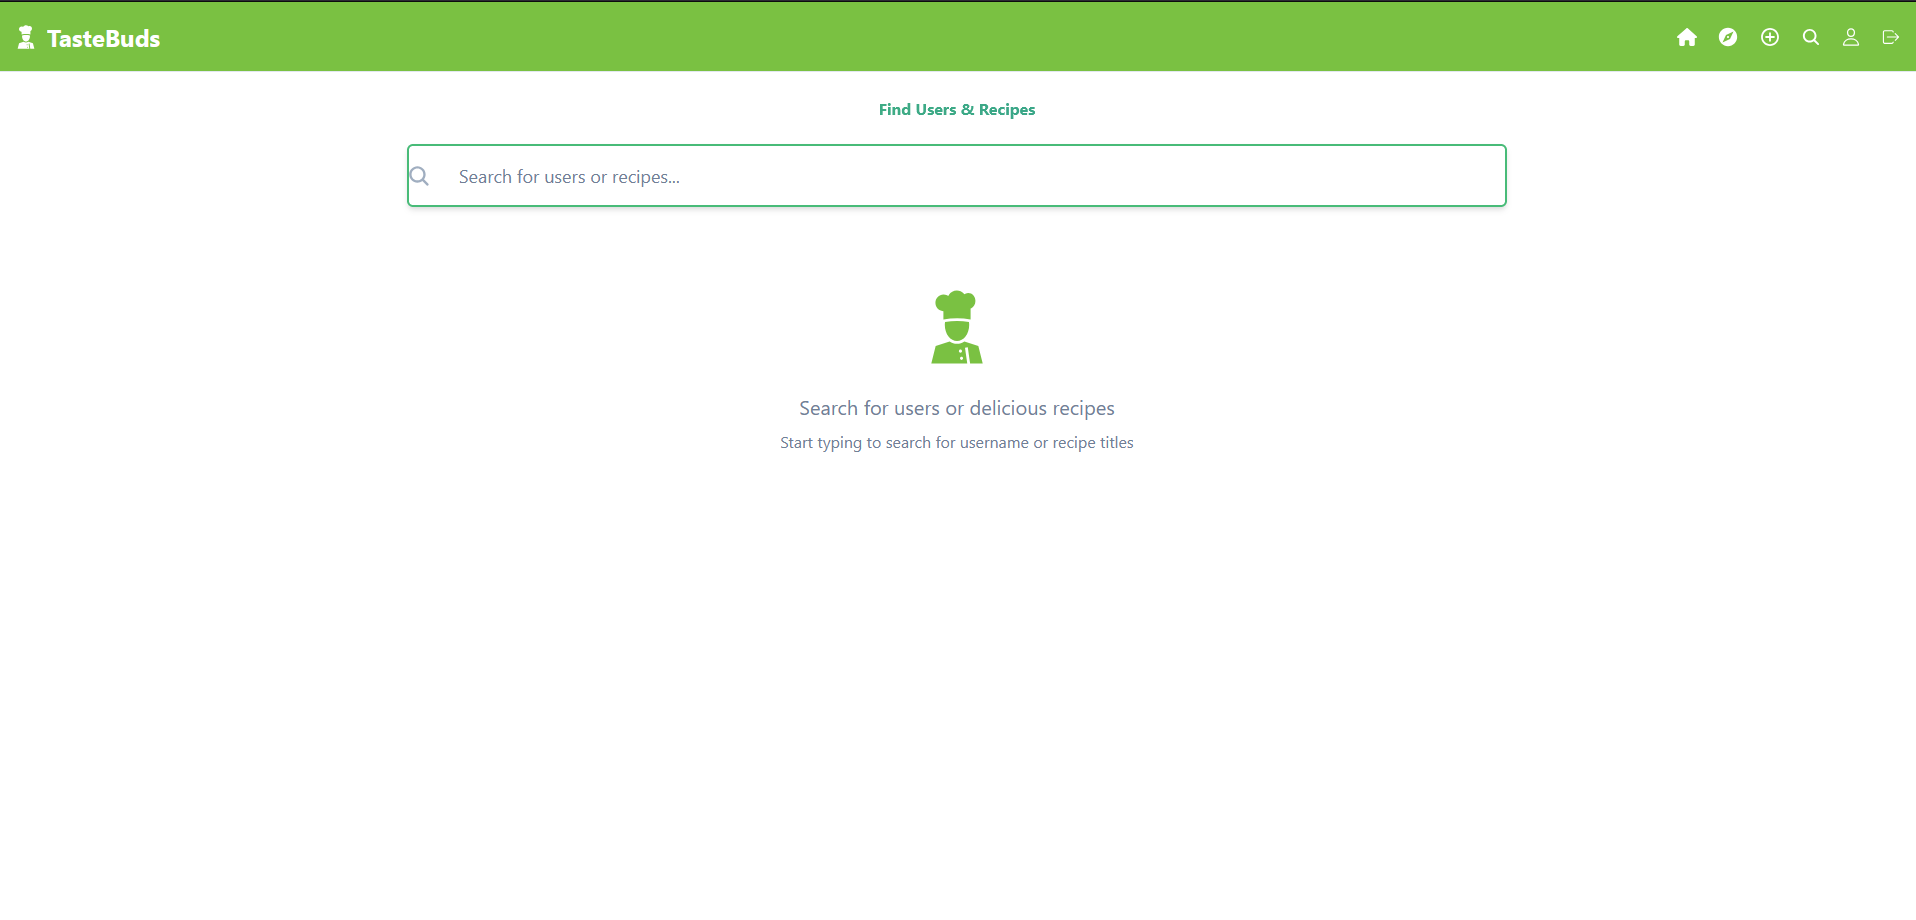 TasteBuds
Find Users & Recipes
Search for users or recipes...
Search for users or delicious recipes
Start typing to search for username or recipe titles